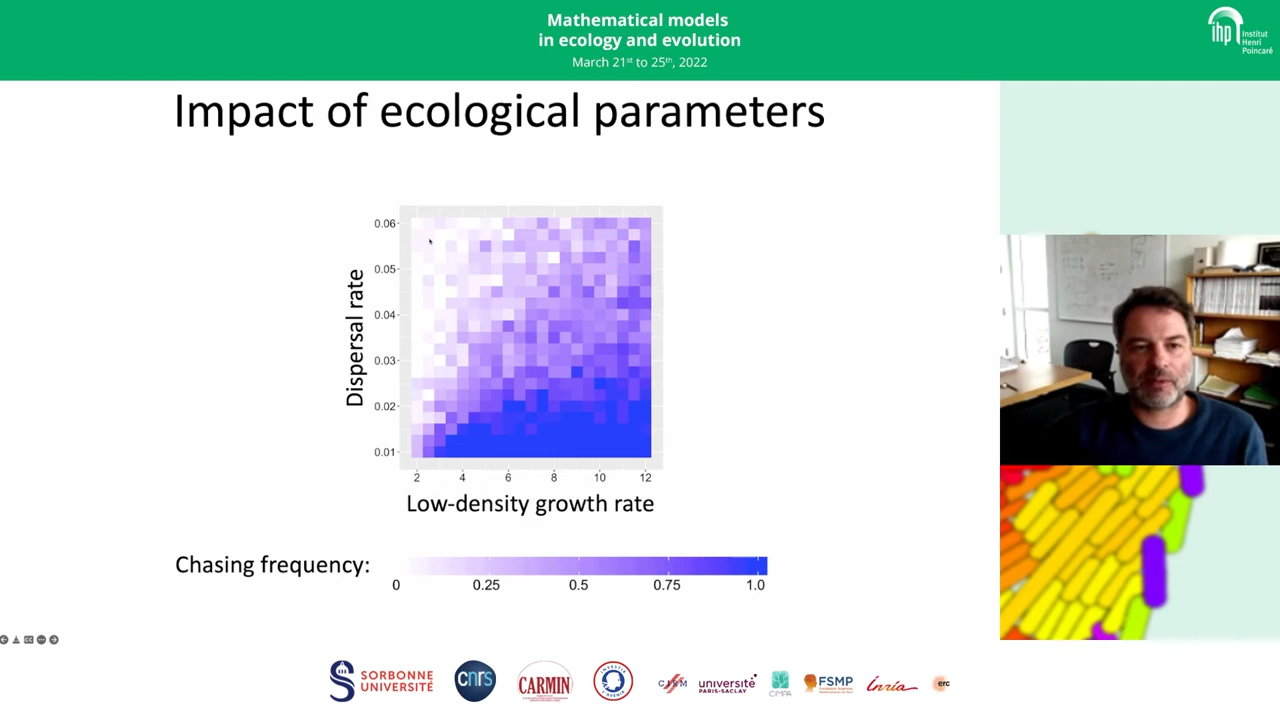 Mathematical models
in ecology and evolution
March 21st to 25th, 2022
ihp
Institut
Henri
Poincaré
Impact of ecological parameters
Dispersal rate
0.06
0.05
0.04
0.03
0.02
0.01
2 4 6 8 10 12
Low-density growth rate
Chasing frequency:
0 0.25 0.5 0.75 1.0
SORBONNE
UNIVERSITÉ
cnrs
CARMIN
CIRM
université
PARIS-SACLAY
CIMPA
FSMP
inria
erc